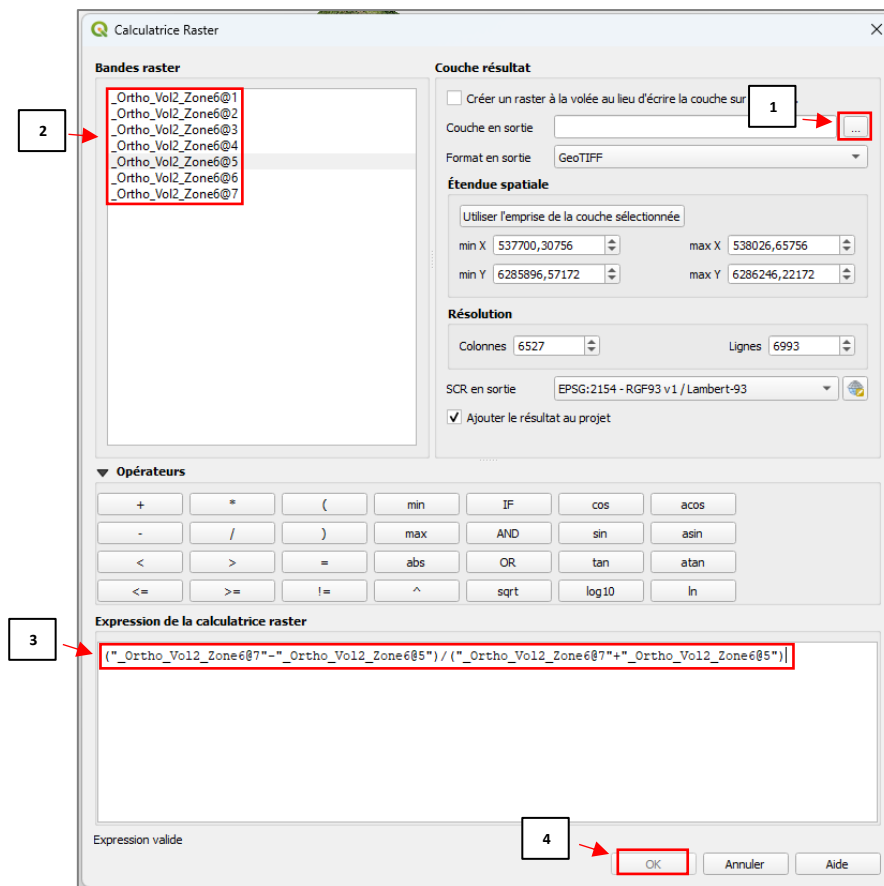 Calculatrice Raster
Bandes raster
_Ortho_Vol2_Zone6@1
_Ortho_Vol2_Zone6@2
_Ortho_Vol2_Zone6@3
_Ortho_Vol2_Zone6@4
_Ortho_Vol2_Zone6@5
_Ortho_Vol2_Zone6@6
_Ortho_Vol2_Zone6@7
2
Couche résultat
Créer un raster à la volée au lieu d'écrire la couche sur
1
Couche en sortie
...
Format en sortie GeoTIFF
Étendue spatiale
Utiliser l'emprise de la couche sélectionnée
min X 537700,30756 max X 538026,65756
min Y 6285896,57172 max Y 6286246,22172
Résolution
Colonnes 6527 Lignes 6993
SCR en sortie EPSG:2154 - RGF93 v1 / Lambert-93
Ajouter le résultat au projet
Opérateurs
+ * ( min IF cos acos
- / ) max AND sin asin
< > = abs OR tan atan
<= >= != ^ sqrt log10 ln
Expression de la calculatrice raster
3
("_Ortho_Vol2_Zone6@7"-"_Ortho_Vol2_Zone6@5")/("_Ortho_Vol2_Zone6@7"+"_Ortho_Vol2_Zone6@5")
Expression valide
4
OK Annuler Aide